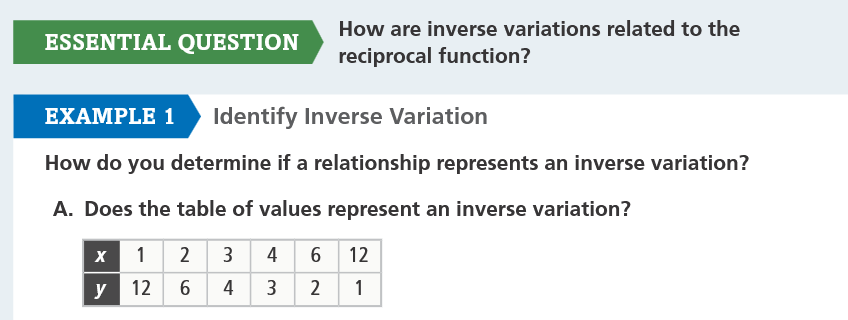 ESSENTIAL QUESTION
How are inverse variations related to the
reciprocal function?
EXAMPLE 1 Identify Inverse Variation
How do you determine if a relationship represents an inverse variation?
A. Does the table of values represent an inverse variation?
x 1 2 3 4 6 12
y 12 6 4 3 2 1